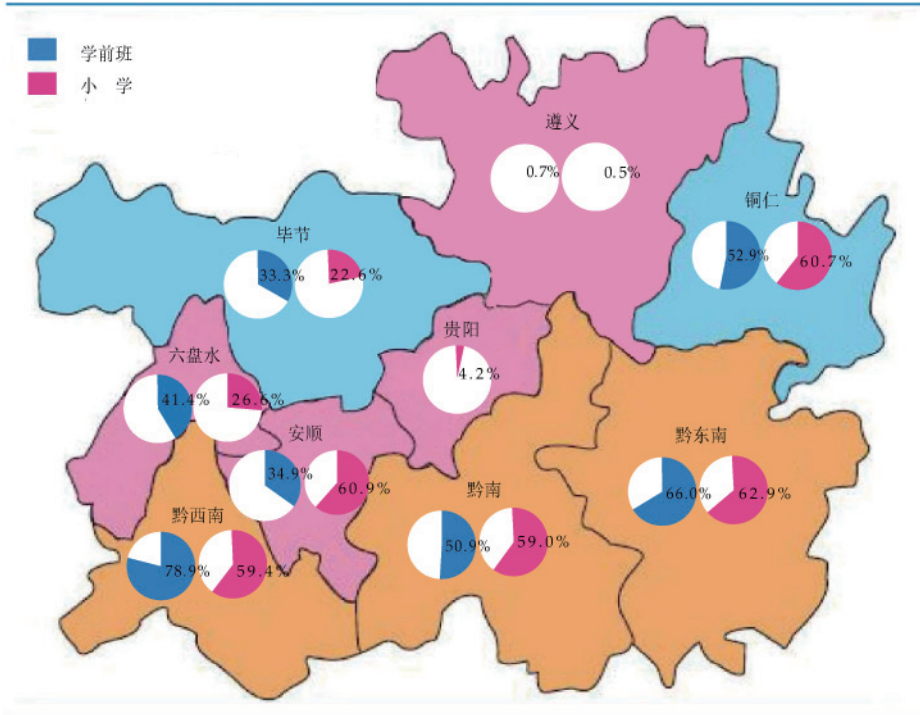 学前班
小 学
遵义
0.7% 0.5%
铜仁
52.9% 60.7%
毕节
33.3% 22.6%
贵阳
4.2%
六盘水
41.4% 26.6%
安顺
34.9% 60.9%
黔东南
66.0% 62.9%
黔南
50.9% 59.0%
黔西南
78.9% 59.4%